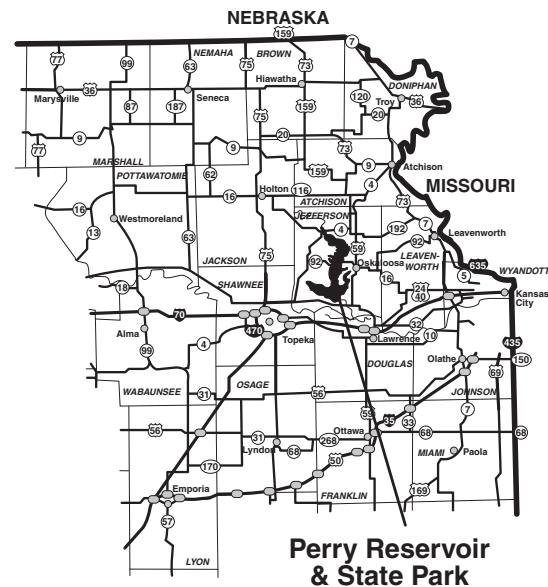 NEBRASKA
159
7
77
99
NEMAHA
BROWN
63
75
75
73
DONIPHAN
Hiawatha
Marysville
36
Seneca
87
187
159
120
Troy
36
20
75
20
9
9
73
77
MARSHALL
POTTAWATOMIE
62
159
9
Atchison
4
MISSOURI
16
Holton
116
ATCHISON
JEFFERSON
73
16
Westmoreland
4
192
7
Leavenworth
13
63
59
92
75
92
Oskaloosa
LEAVEN-
WORTH
635
JACKSON
16
5
WYANDOTT
SHAWNEE
24
40
Kansas
City
18
70
32
Alma
470
Topeka
Lawrence
10
435
99
4
DOUGLAS
Olathe
150
69
WABAUNSEE
OSAGE
56
JOHNSON
31
59
35
33
7
56
31
268
Ottawa
68
68
Lyndon
68
MIAMI
Paola
170
50
Emporia
169
57
FRANKLIN
LYON
Perry Reservoir
& State Park